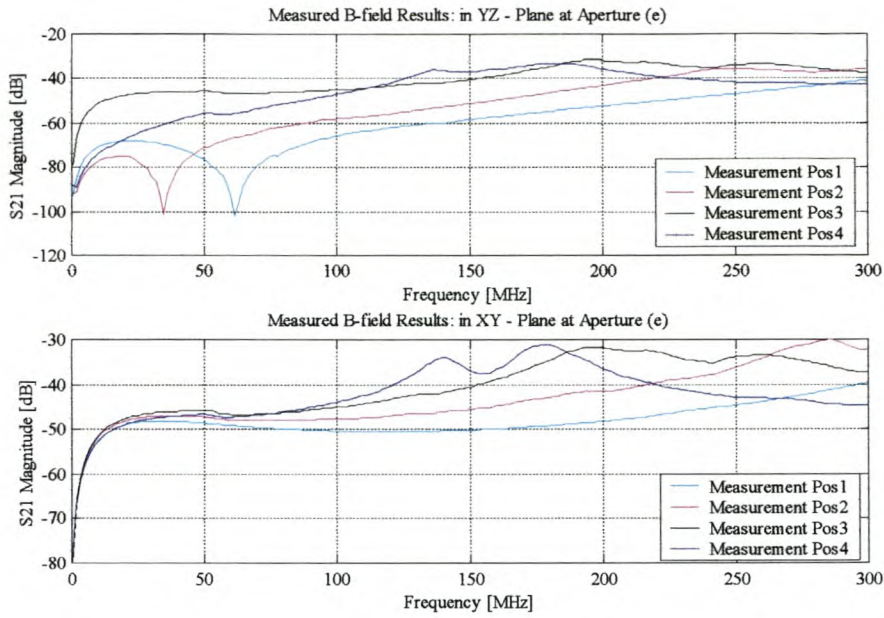 Measured B-field Results: in YZ - Plane at Aperture (e)
-20
-40
-60
-80
-100
-120
S21 Magnitude [dB]
Measurement Pos1
Measurement Pos2
Measurement Pos3
Measurement Pos4
0 50 100 150 200 250 300
Frequency [MHz]
Measured B-field Results: in XY - Plane at Aperture (e)
-30
-40
-50
-60
-70
-80
S21 Magnitude [dB]
Measurement Pos1
Measurement Pos2
Measurement Pos3
Measurement Pos4
0 50 100 150 200 250 300
Frequency [MHz]